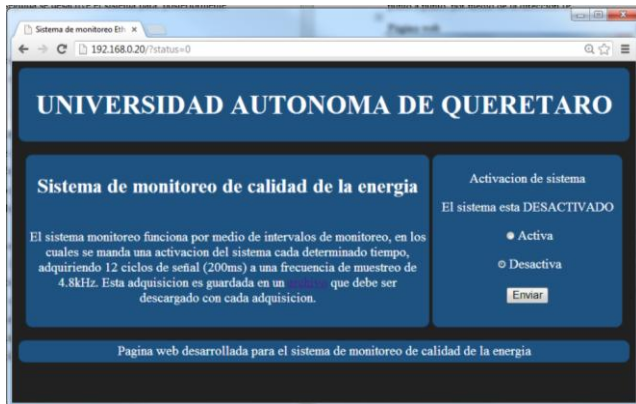 Sistema de monitoreo Eth
192.168.0.20/?status=0
UNIVERSIDAD AUTONOMA DE QUERETARO
Sistema de monitoreo de calidad de la energia
El sistema monitoreo funciona por medio de intervalos de monitoreo, en los
cuales se manda una activacion del sistema cada determinado tiempo,
adquiriendo 12 ciclos de señal (200ms) a una frecuencia de muestreo de
4.8kHz. Esta adquisicion es guardada en un que debe ser
descargado con cada adquisicion.
Activacion de sistema
El sistema esta DESACTIVADO
Activa
Desactiva
Enviar
Pagina web desarrollada para el sistema de monitoreo de calidad de la energia